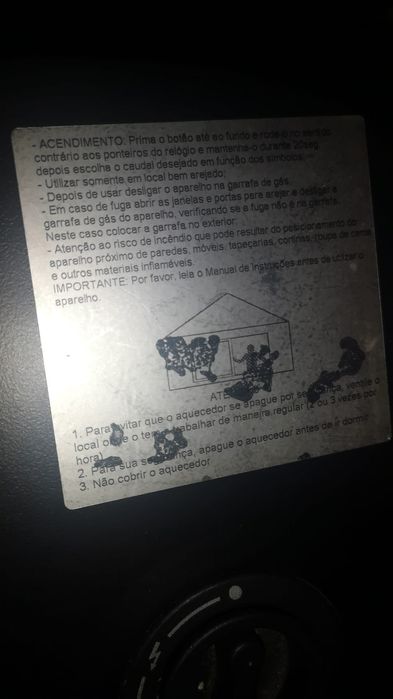 - ACENDIMENTO: Prima o botão até ao fundo e rode-o no sentido
contrário aos ponteiros do relógio e mantenha-o durante 20seg.
depois escolha o caudal desejado em função dos símbolos;
- Utilizar somente em local bem arejado;
- Depois de usar desligar o aparelho na garrafa de gás.
- Em caso de fuga abrir as janelas e portas para arejar e desligar a
garrafa de gás do aparelho, verificando se a fuga não é na garrafa.
Neste caso colocar a garrafa no exterior;
- Atenção ao risco de incêndio que pode resultar do posicionamento do
aparelho próximo de paredes, móveis, tapeçarias, cortinas, roupa de cama
e outros materiais inflamáveis.
IMPORTANTE: Por favor, leia o Manual de Instruções antes de utilizar o
aparelho.
1. Para evitar que o aquecedor se apague por segurança, ventile o
local onde o tem a trabalhar de maneira regular (2 ou 3 vezes por
hora)
2. Para sua segurança, apague o aquecedor antes de ir dormir
3. Não cobrir o aquecedor